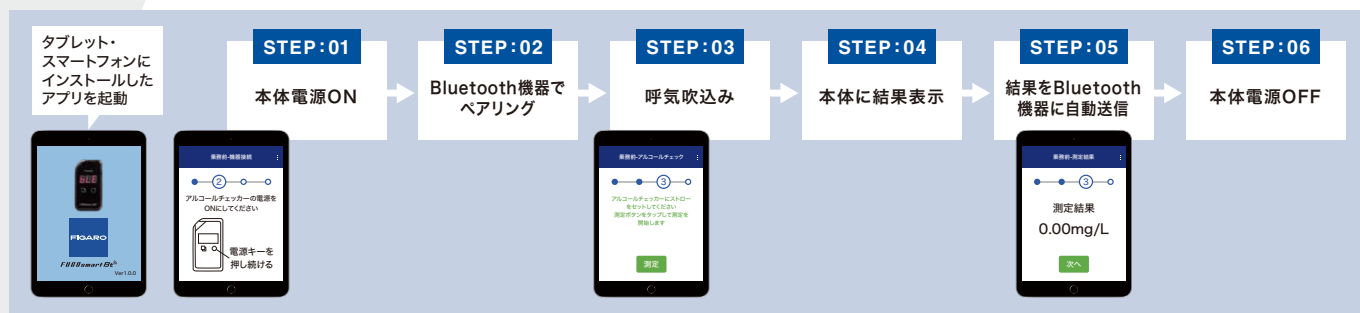 タブレット・
スマートフォンに
インストールした
アプリを起動
STEP:01
本体電源ON
STEP:02
Bluetooth機器で
ペアリング
STEP:03
呼気吹込み
STEP:04
本体に結果表示
STEP:05
結果をBluetooth
機器に自動送信
STEP:06
本体電源OFF
BLE
FIGARO
Ver1.0.0
業務前-機器接続
2
アルコールチェッカーの電源を
ONにしてください
電源キーを
押し続ける
業務前-アルコールチェック
3
アルコールチェッカーにストロー
をセットしてください
測定ボタンをタップして測定を
開始します
測定
業務前-測定結果
3
測定結果
0.00mg/L
次へ